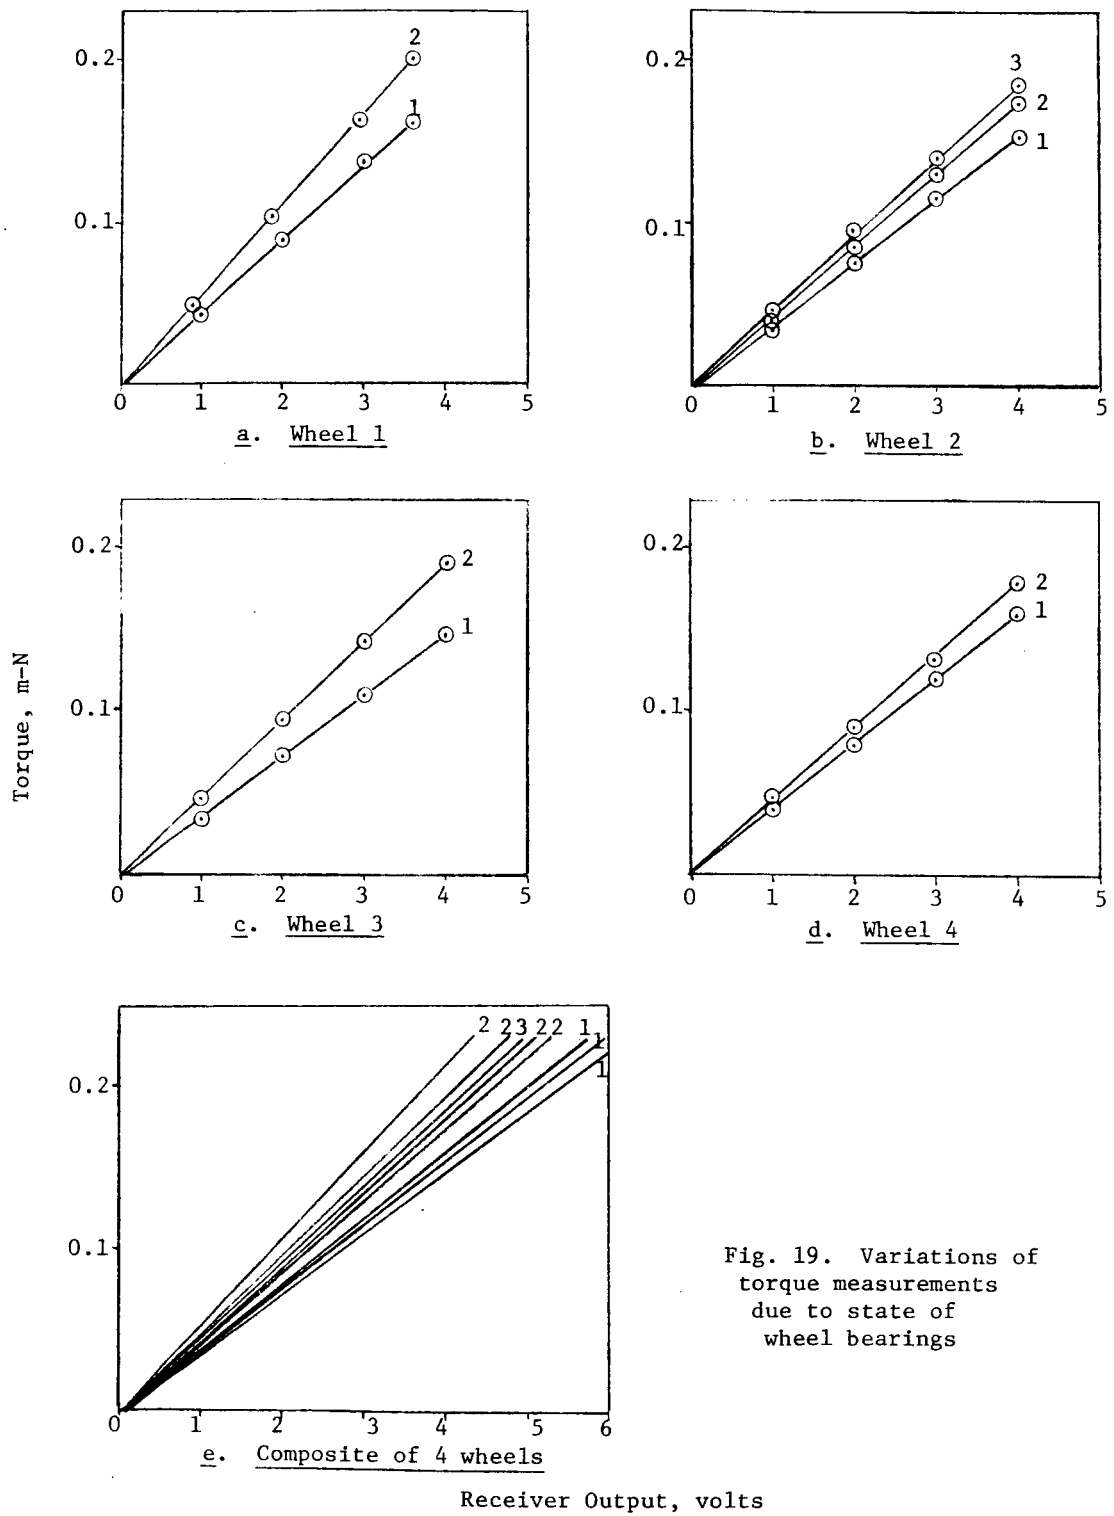 2
0.2
1
0.1
0 1 2 3 4 5
a. Wheel 1
3
0.2
2
1
0.1
0 1 2 3 4 5
b. Wheel 2
0.2
2
1
0.1
0 1 2 3 4 5
c. Wheel 3
0.2
2
1
0.1
0 1 2 3 4 5
d. Wheel 4
Torque, m-N
2 2 3 2 2 1 1
1
0.2
0.1
0 1 2 3 4 5 6
e. Composite of 4 wheels
Receiver Output, volts
Fig. 19. Variations of
torque measurements
due to state of
wheel bearings